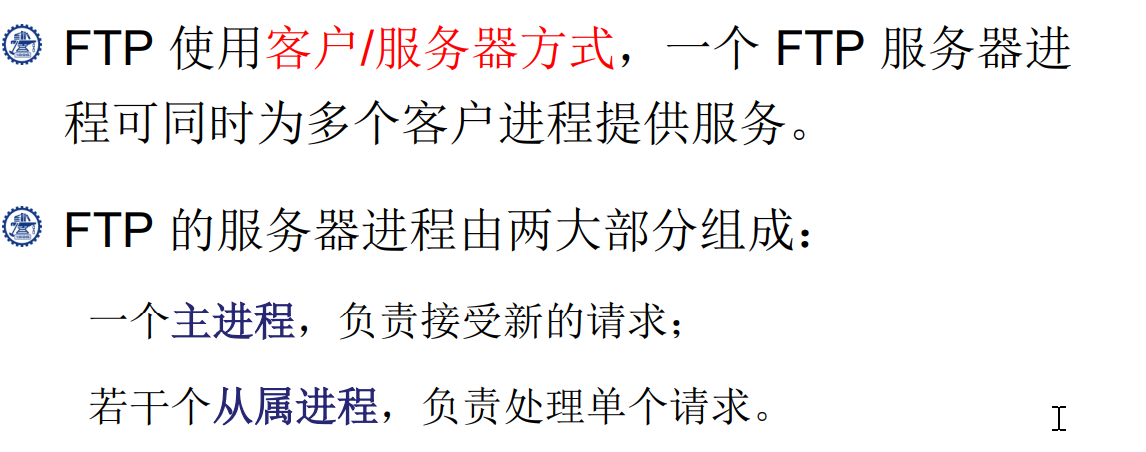 FTP 使用客户/服务器方式，一个 FTP 服务器进
程可同时为多个客户进程提供服务。
FTP 的服务器进程由两大部分组成：
一个主进程，负责接受新的请求；
若干个从属进程，负责处理单个请求。